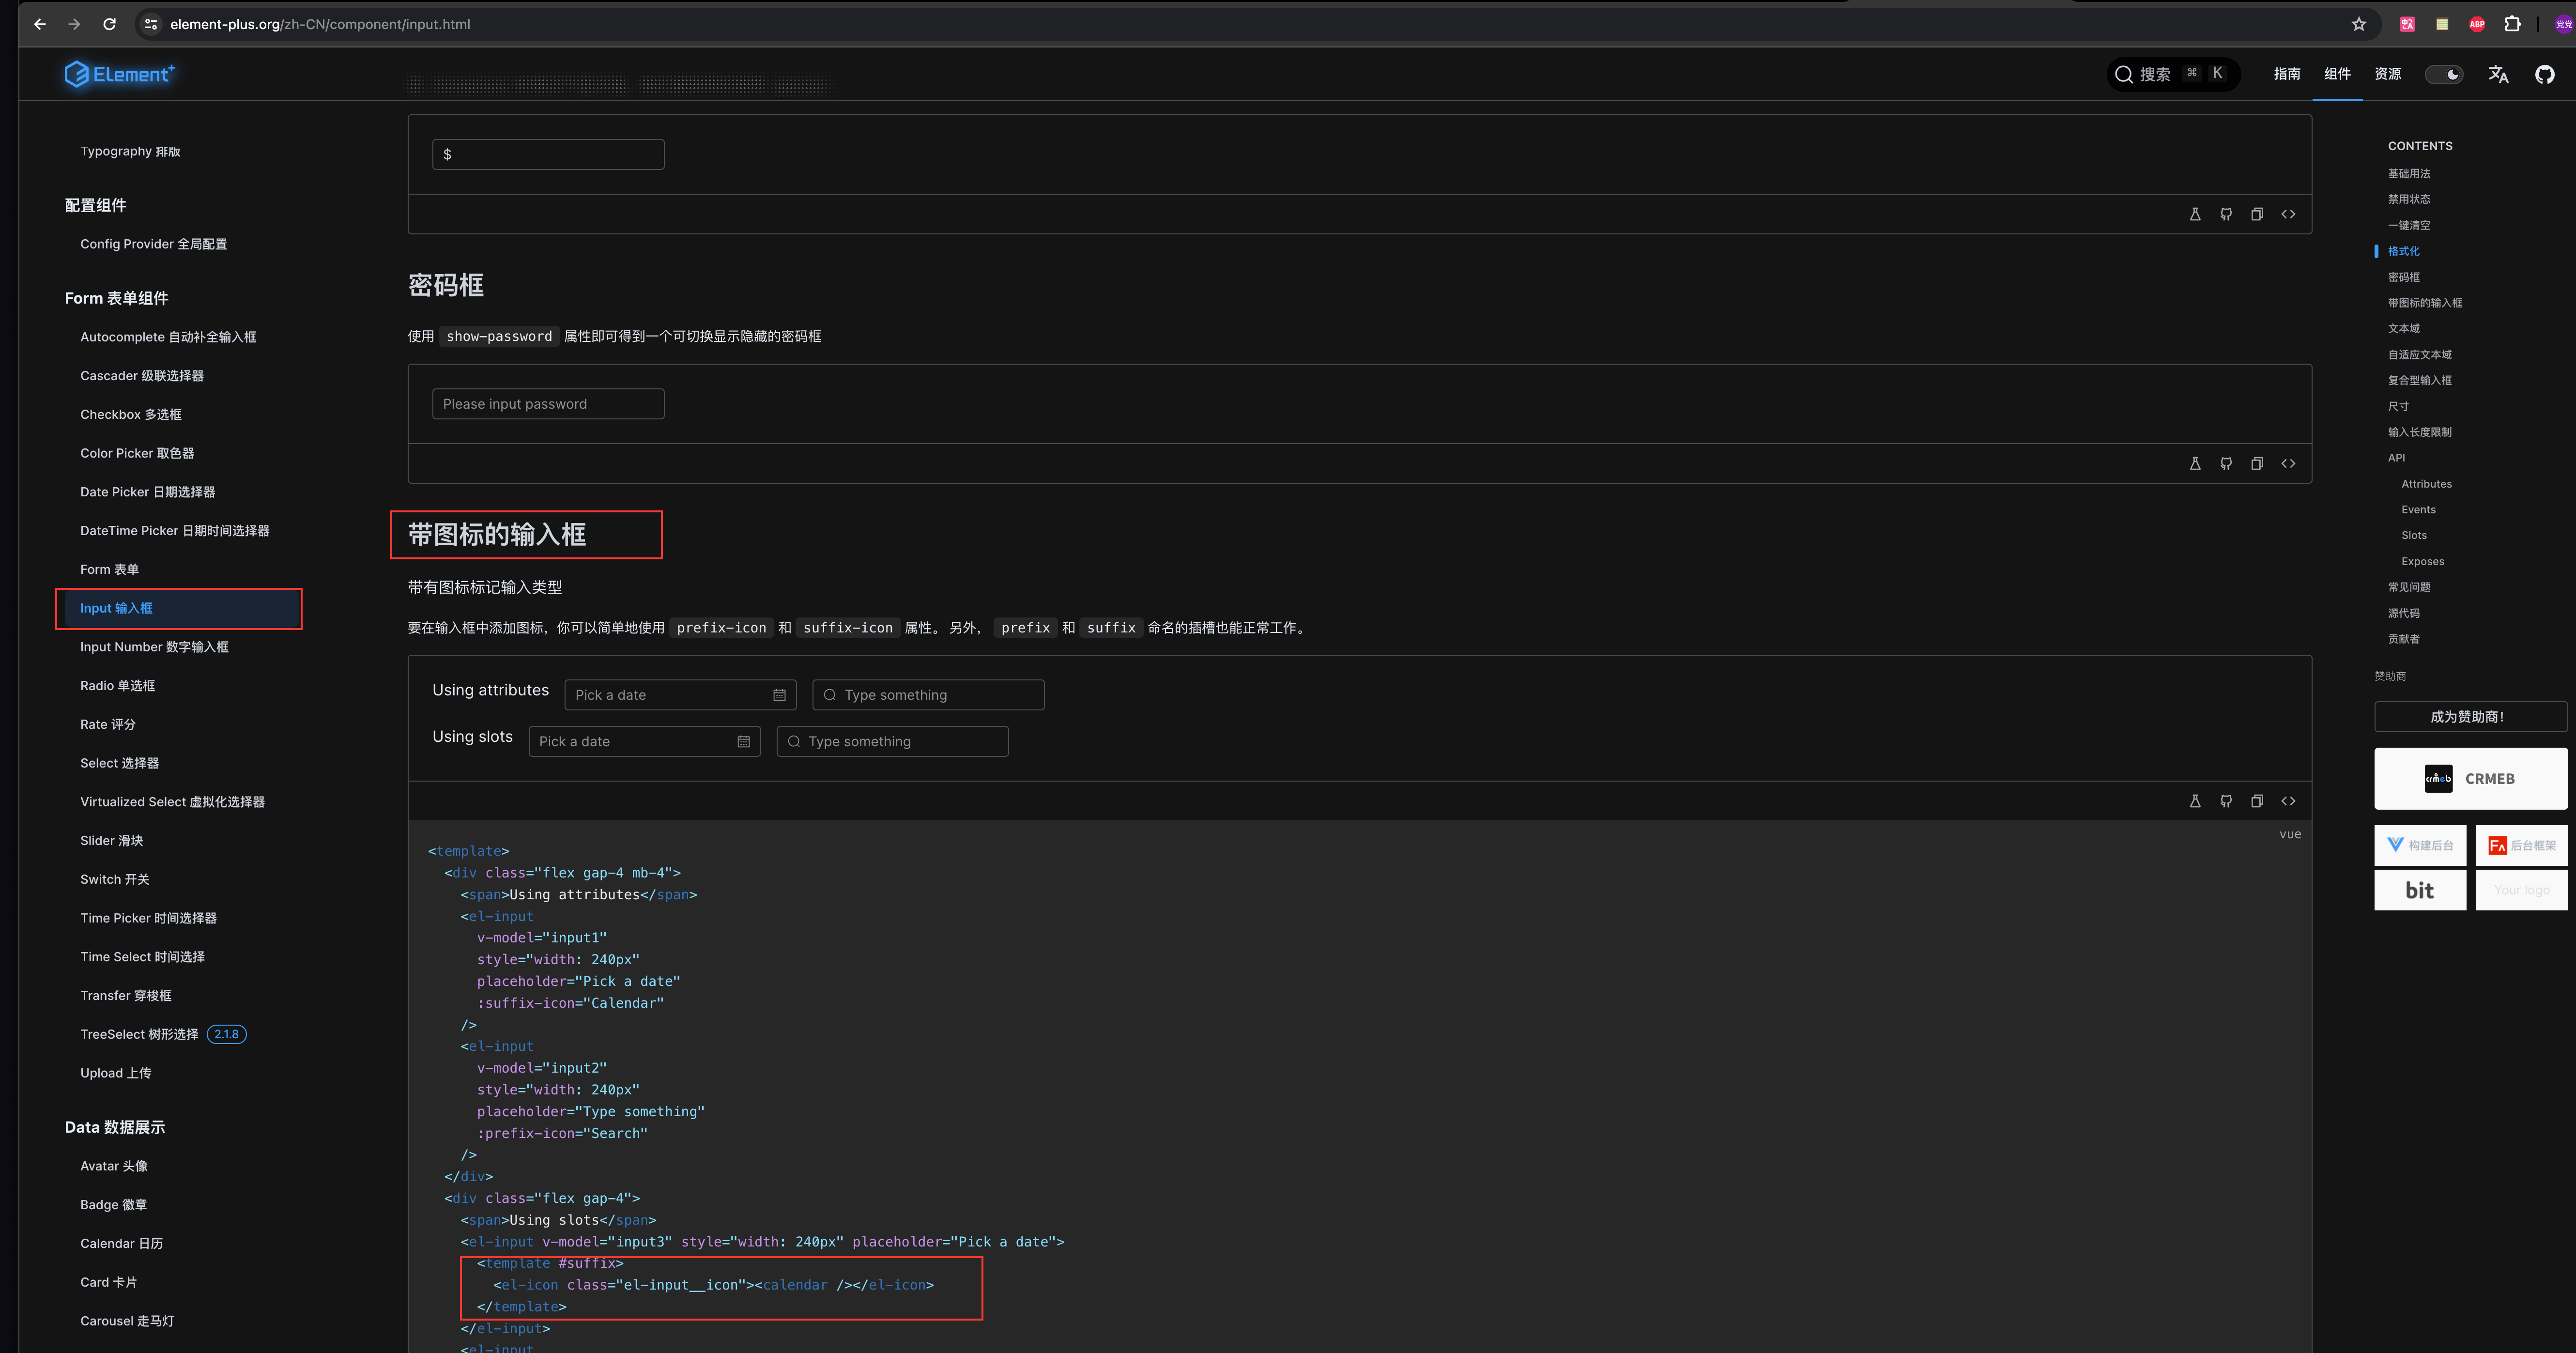 element-plus.org/zh-CN/component/input.html
ABP
党党
Element+
搜索 ⌘ K
指南
组件
资源
Typography 排版
配置组件
Config Provider 全局配置
Form 表单组件
Autocomplete 自动补全输入框
Cascader 级联选择器
Checkbox 多选框
Color Picker 取色器
Date Picker 日期选择器
DateTime Picker 日期时间选择器
Form 表单
Input 输入框
Input Number 数字输入框
Radio 单选框
Rate 评分
Select 选择器
Virtualized Select 虚拟化选择器
Slider 滑块
Switch 开关
Time Picker 时间选择器
Time Select 时间选择
Transfer 穿梭框
TreeSelect 树形选择 2.1.8
Upload 上传
Data 数据展示
Avatar 头像
Badge 徽章
Calendar 日历
Card 卡片
Carousel 走马灯
$
密码框
使用 show-password 属性即可得到一个可切换显示隐藏的密码框
Please input password
带图标的输入框
带有图标标记输入类型
要在输入框中添加图标，你可以简单地使用 prefix-icon 和 suffix-icon 属性。 另外， prefix 和 suffix 命名的插槽也能正常工作。
Using attributes Pick a date Type something
Using slots Pick a date Type something
vue
<template>
<div class="flex gap-4 mb-4">
<span>Using attributes</span>
<el-input
v-model="input1"
style="width: 240px"
placeholder="Pick a date"
:suffix-icon="Calendar"
/>
<el-input
v-model="input2"
style="width: 240px"
placeholder="Type something"
:prefix-icon="Search"
/>
</div>
<div class="flex gap-4">
<span>Using slots</span>
<el-input v-model="input3" style="width: 240px" placeholder="Pick a date">
<template #suffix>
<el-icon class="el-input__icon"><calendar /></el-icon>
</template>
</el-input>
<el-input
CONTENTS
基础用法
禁用状态
一键清空
格式化
密码框
带图标的输入框
文本域
自适应文本域
复合型输入框
尺寸
输入长度限制
API
Attributes
Events
Slots
Exposes
常见问题
源代码
贡献者
赞助商
成为赞助商！
crmeb CRMEB
构建后台
后台框架
bit
Your logo